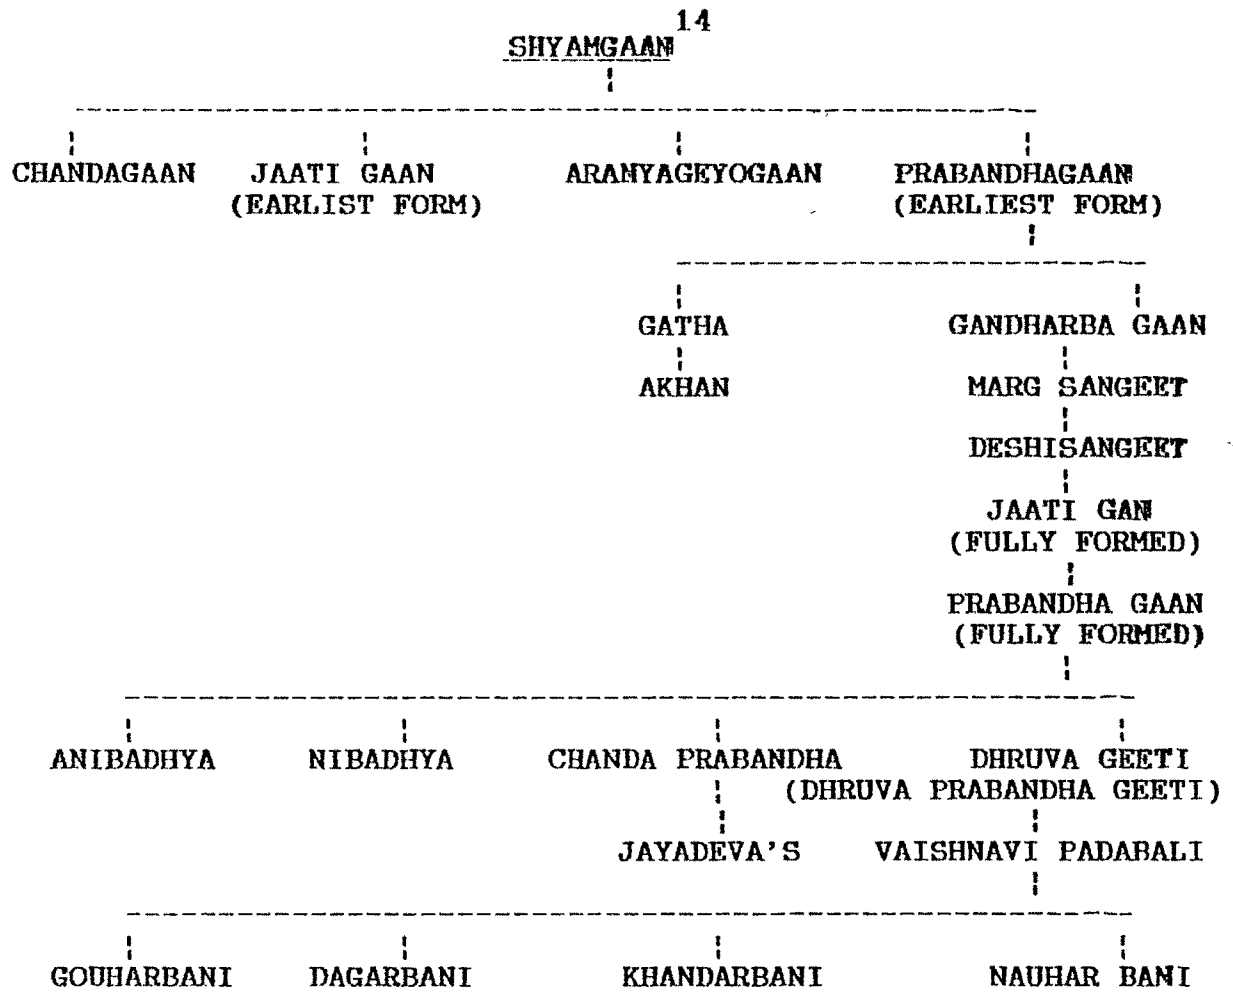 SHYAMGAAN14
CHANDAGAAN JAATI GAAN ARANYAGEYOGAAN PRABANDHAGAAN
(EARLIST FORM) (EARLIEST FORM)
GATHA GANDHARBA GAAN
AKHAN MARG SANGEET
DESHISANGEET
JAATI GAN
(FULLY FORMED)
PRABANDHA GAAN
(FULLY FORMED)
ANIBADHYA NIBADHYA CHANDA PRABANDHA DHRUVA GEETI
(DHRUVA PRABANDHA GEETI)
JAYADEVA'S VAISHNAVI PADABALI
GOUHARBANI DAGARBANI KHANDARBANI NAUHAR BANI